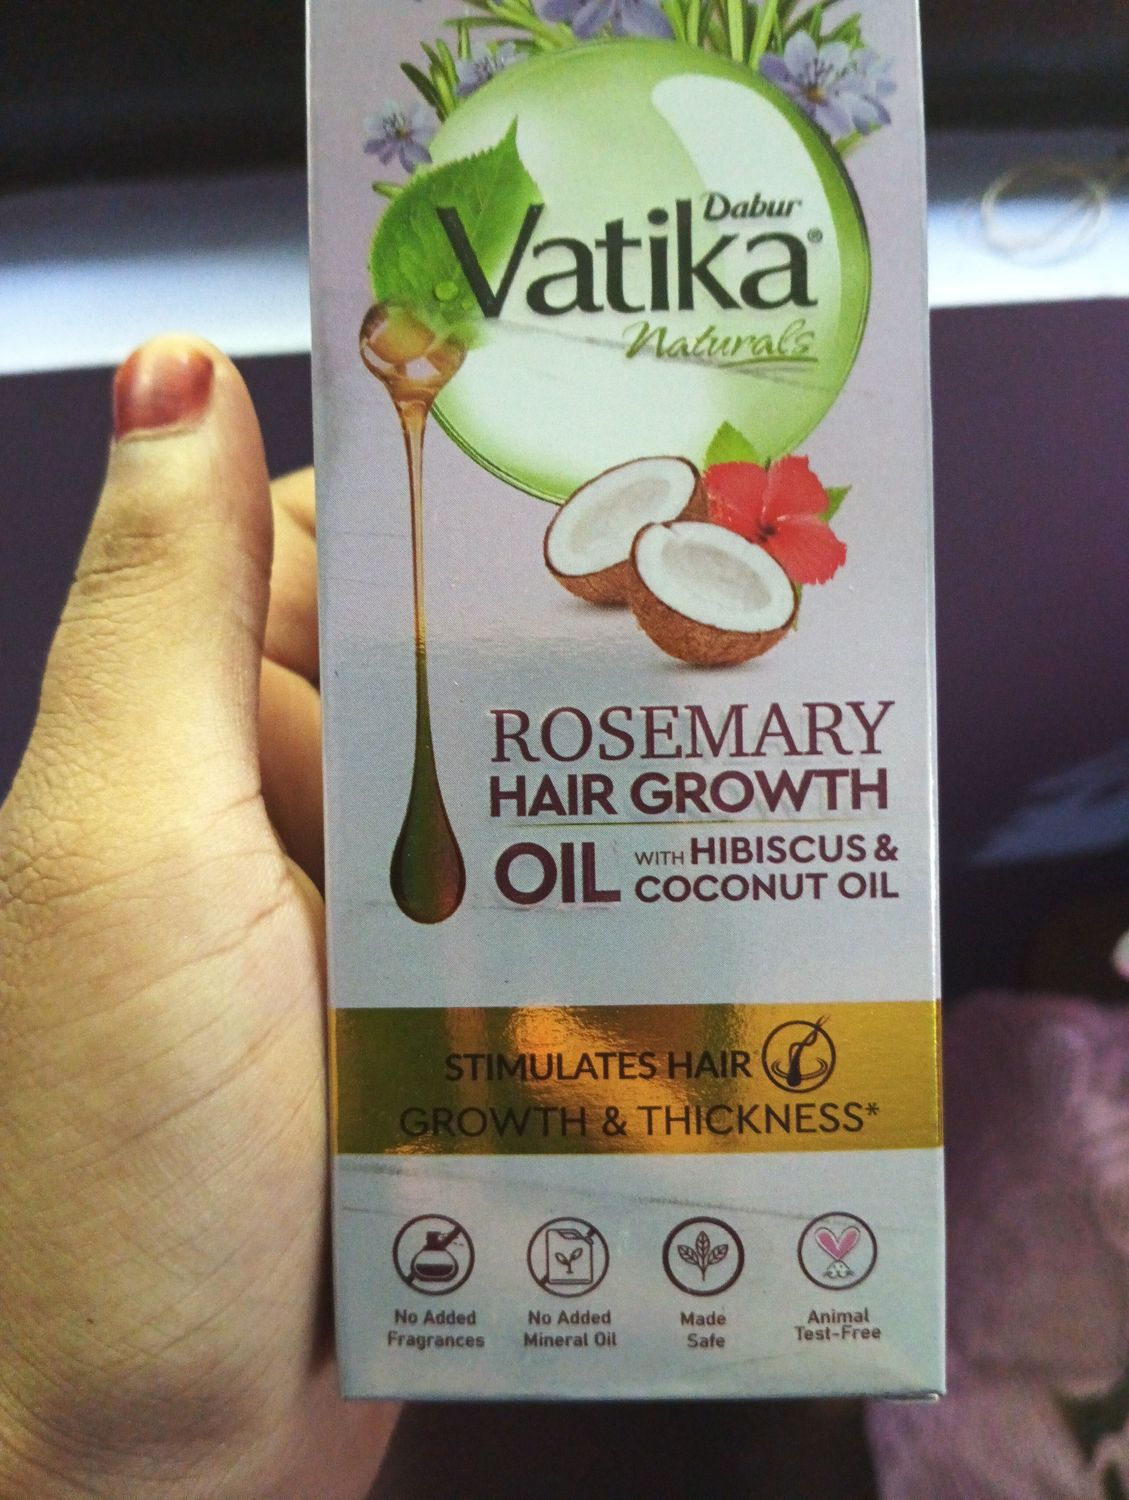 Dabur
Vatika®
Naturals
ROSEMARY
HAIR GROWTH
OIL WITH HIBISCUS &
COCONUT OIL
STIMULATES HAIR
GROWTH & THICKNESS*
No Added
Fragrances
No Added
Mineral Oil
Made
Safe
Animal
Test-Free